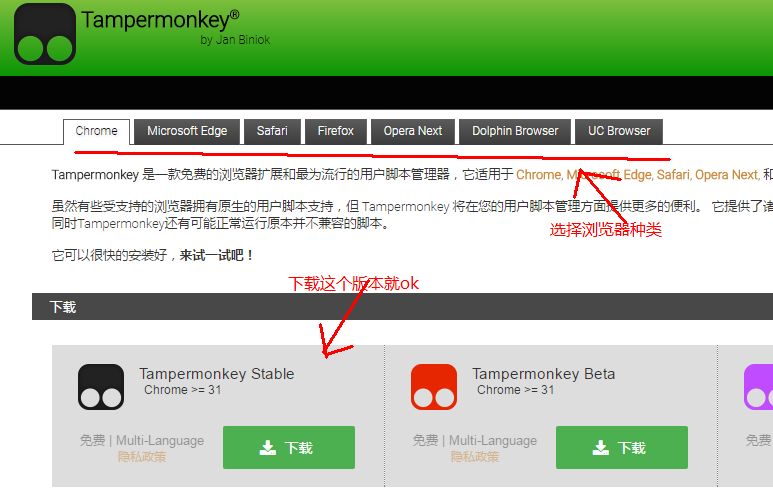 Tampermonkey®
by Jan Biniok
Chrome
Microsoft Edge
Safari
Firefox
Opera Next
Dolphin Browser
UC Browser
Tampermonkey 是一款免费的浏览器扩展和最为流行的用户脚本管理器，它适用于 Chrome, Microsoft Edge, Safari, Opera Next, 和
虽然有些受支持的浏览器拥有原生的用户脚本支持，但 Tampermonkey 将在您的用户脚本管理方面提供更多的便利。 它提供了诸
同时Tampermonkey还有可能正常运行原本并不兼容的脚本。
选择浏览器种类
它可以很快的安装好，来试一试吧！
下载这个版本就ok
下载
Tampermonkey Stable
Chrome >= 31
免费 | Multi-Language
隐私政策
下载
Tampermonkey Beta
Chrome >= 31
免费 | Multi-Language
隐私政策
下载
免费